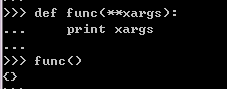 >>> def func(**xargs):
...     print xargs
...
>>> func()
{}